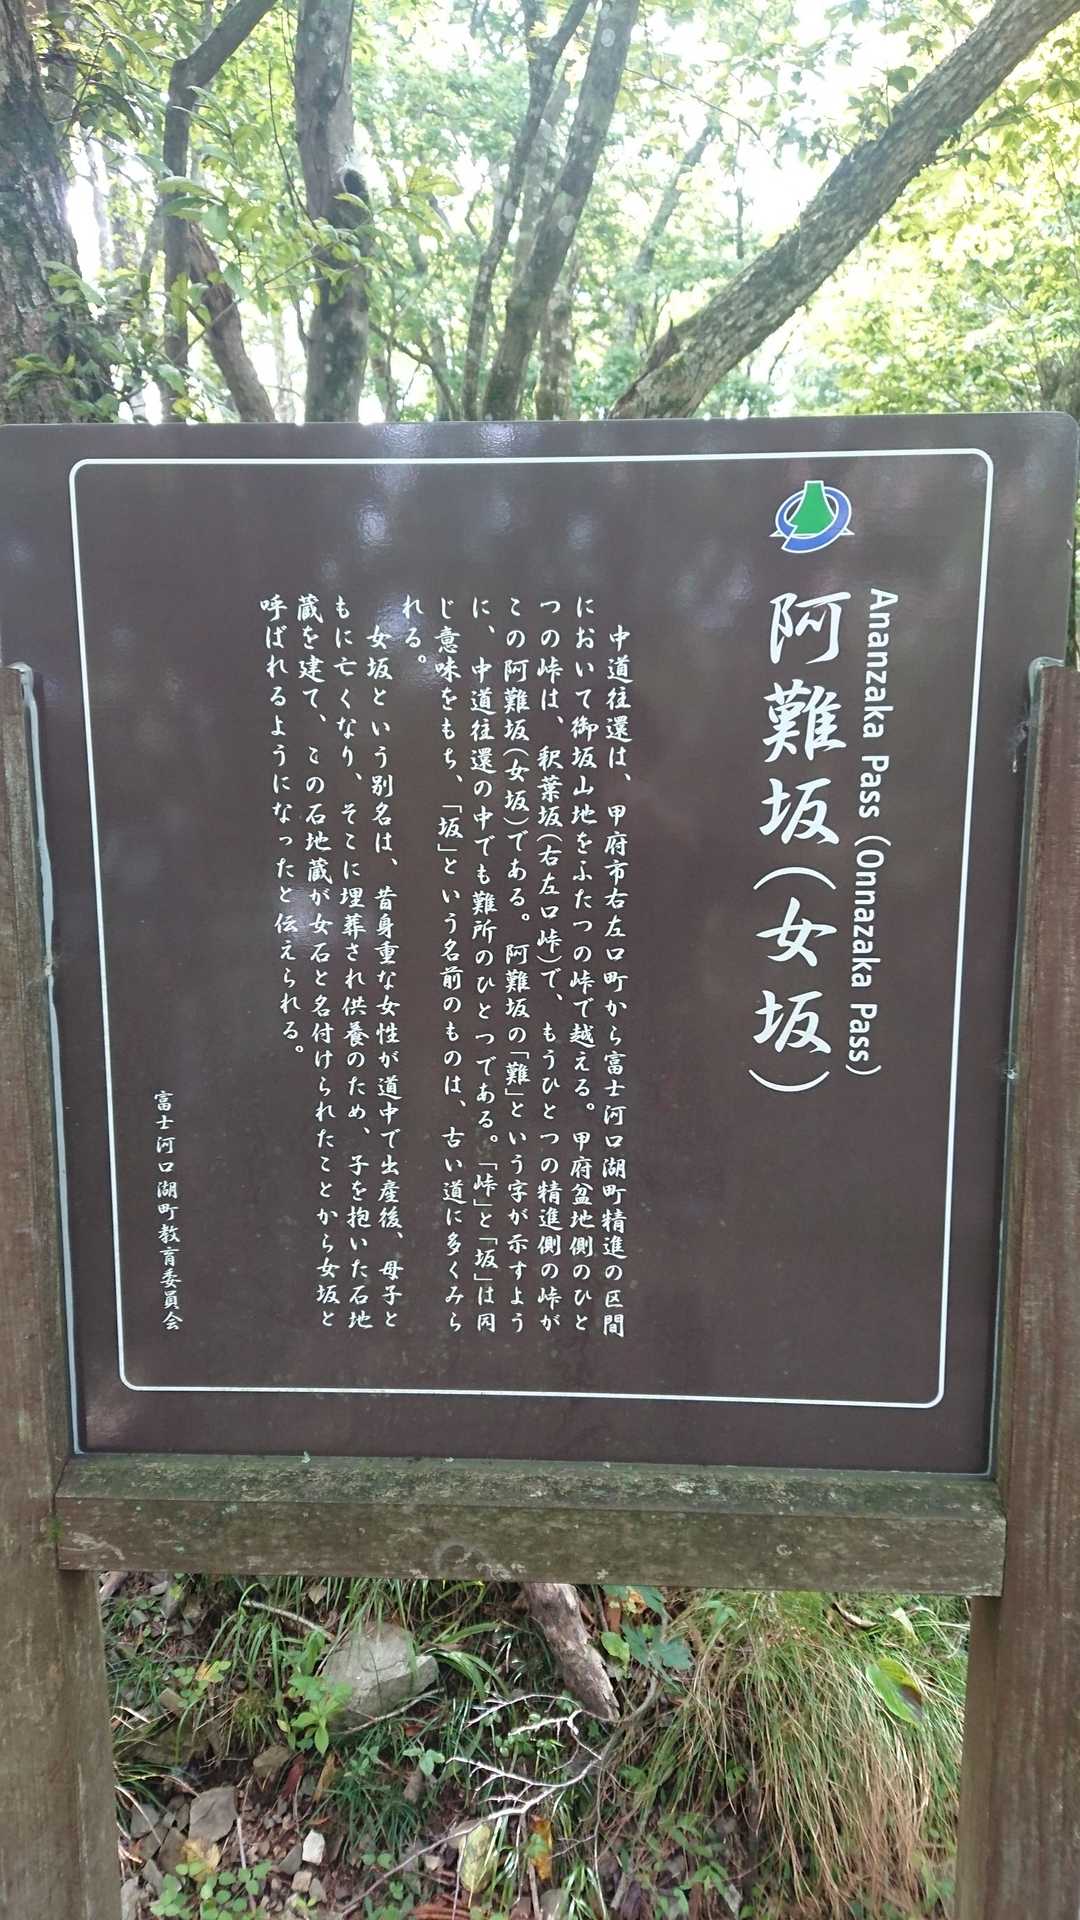 Ananzaka Pass (Onnazaka Pass)
阿難坂(女坂)
中道往還は、甲府市右左口町から富士河口湖町精進の区間
において御坂山地をふたつの峠で越える。甲府盆地側のひと
つの峠は、釈葉坂(右左口峠)で、もうひとつの精進側の峠が
この阿難坂(女坂)である。阿難坂の「難」という字が示すよう
に、中道往還の中でも難所のひとつである。「峠」と「坂」は同
じ意味をもち、「坂」という名前のものは、古い道に多くみら
れる。
女坂という別名は、昔身重な女性が道中で出産後、母子と
もに亡くなり、そこに埋葬され供養のため、子を抱いた石地
蔵を建て、この石地蔵が女石と名付けられたことから女坂と
呼ばれるようになったと伝えられる。
富士河口湖町教育委員会